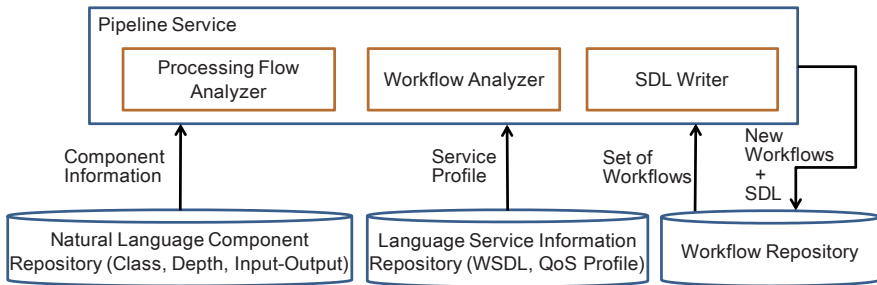 Pipeline Service
Processing Flow
Analyzer
Workflow Analyzer
SDL Writer
Component
Information
Service
Profile
Set of
Workflows
New
Workflows
+
SDL
Natural Language Component
Repository (Class, Depth, Input-Output)
Language Service Information
Repository (WSDL, QoS Profile)
Workflow Repository